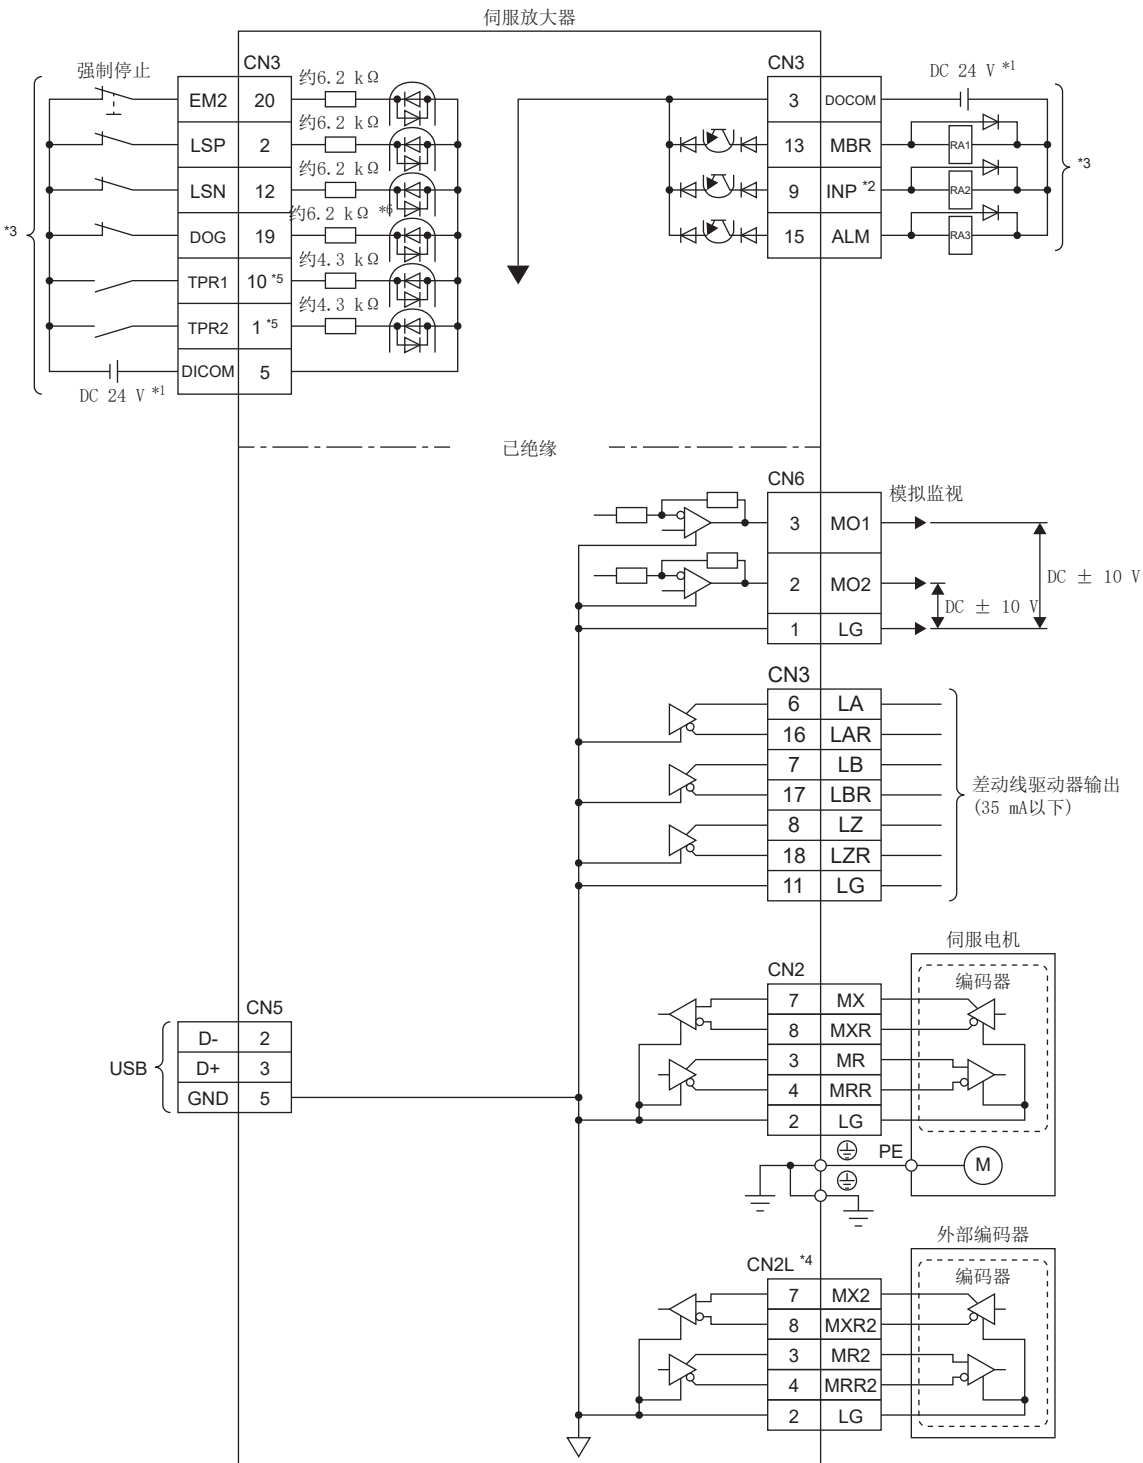 伺服放大器
CN3
强制停止
EM2 20 约6.2 kΩ
LSP 2 约6.2 kΩ
LSN 12 约6.2 kΩ
DOG 19 约6.2 kΩ *6
TPR1 10 *5 约4.3 kΩ
TPR2 1 *5 约4.3 kΩ
DICOM 5
DC 24 V *1
*3
CN3
DC 24 V *1
3 DOCOM
13 MBR RA1
9 INP *2 RA2
15 ALM RA3
*3
已绝缘
CN6
模拟监视
3 MO1
2 MO2
1 LG
DC ± 10 V
DC ± 10 V
CN3
6 LA
16 LAR
7 LB
17 LBR
8 LZ
18 LZR
11 LG
差动线驱动器输出
(35 mA以下)
伺服电机
编码器
CN2
7 MX
8 MXR
3 MR
4 MRR
2 LG
PE
M
CN5
USB
D- 2
D+ 3
GND 5
外部编码器
编码器
CN2L *4
7 MX2
8 MXR2
3 MR2
4 MRR2
2 LG